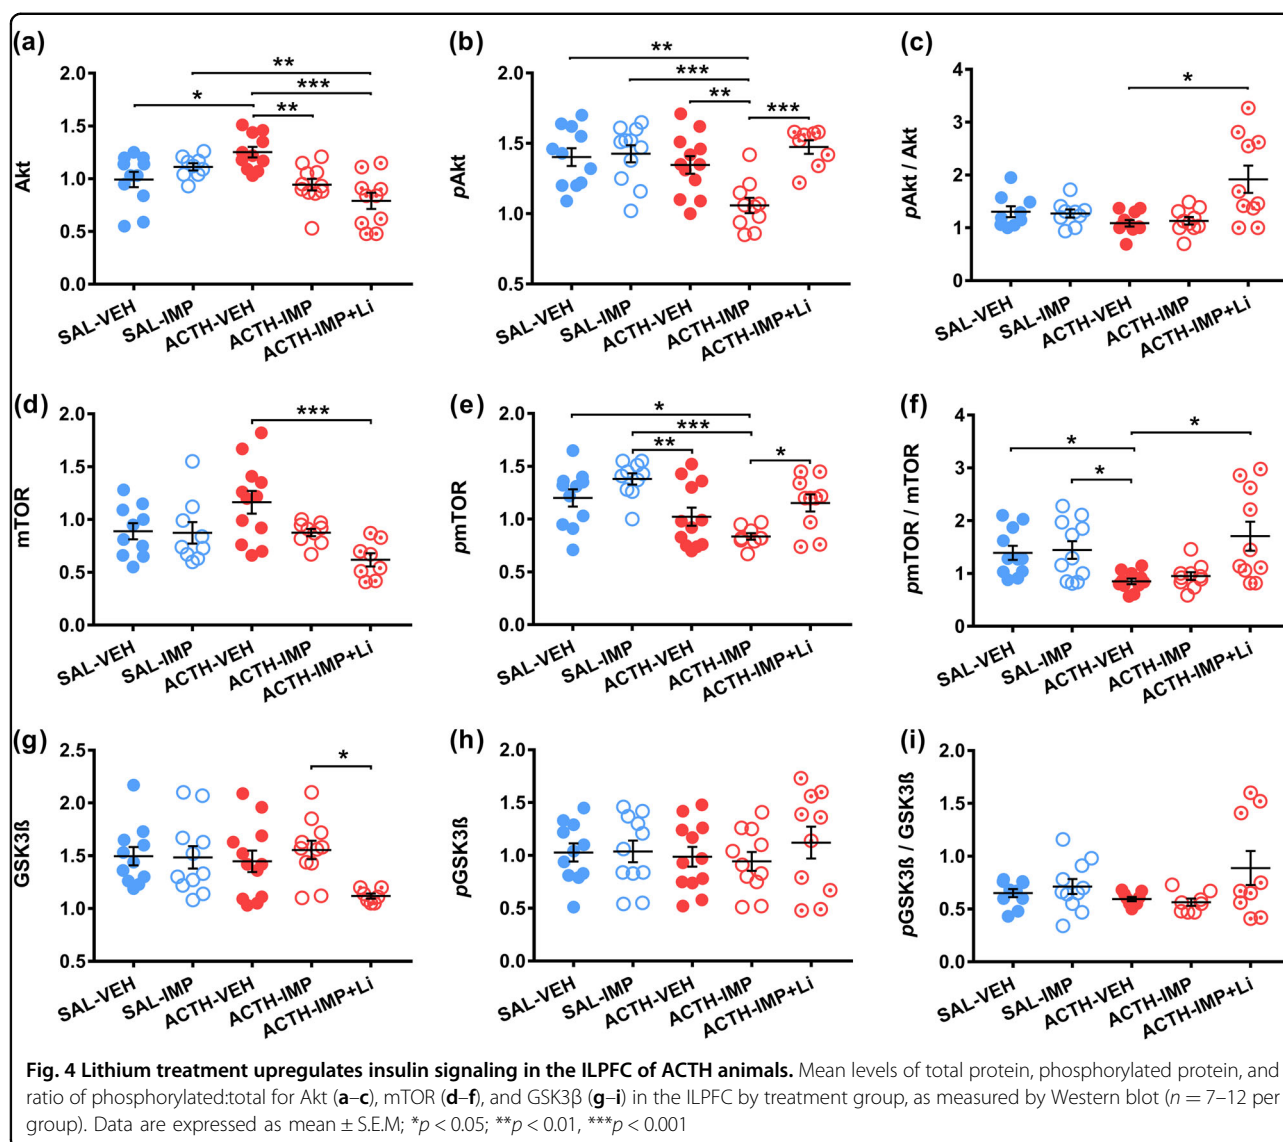 (a)
**
***
*
**
Akt
2.0
1.5
1.0
0.5
0.0
SAL-VEH
SAL-IMP
ACTH-VEH
ACTH-IMP
ACTH-IMP+Li
(b)
**
***
**
***
pAkt
2.0
1.5
1.0
0.5
SAL-VEH
SAL-IMP
ACTH-VEH
ACTH-IMP
ACTH-IMP+Li
(c)
*
pAkt / Akt
4
3
2
1
0
SAL-VEH
SAL-IMP
ACTH-VEH
ACTH-IMP
ACTH-IMP+Li
(d)
***
mTOR
2.0
1.5
1.0
0.5
0.0
SAL-VEH
SAL-IMP
ACTH-VEH
ACTH-IMP
ACTH-IMP+Li
(e)
*
***
**
*
pmTOR
2.0
1.5
1.0
0.5
0.0
SAL-VEH
SAL-IMP
ACTH-VEH
ACTH-IMP
ACTH-IMP+Li
(f)
*
*
*
pmTOR / mTOR
4
3
2
1
0
SAL-VEH
SAL-IMP
ACTH-VEH
ACTH-IMP
ACTH-IMP+Li
(g)
*
GSK3ß
2.5
2.0
1.5
1.0
0.5
SAL-VEH
SAL-IMP
ACTH-VEH
ACTH-IMP
ACTH-IMP+Li
(h)
pGSK3ß
2.0
1.5
1.0
0.5
0.0
SAL-VEH
SAL-IMP
ACTH-VEH
ACTH-IMP
ACTH-IMP+Li
(i)
pGSK3ß / GSK3ß
2.0
1.5
1.0
0.5
0.0
SAL-VEH
SAL-IMP
ACTH-VEH
ACTH-IMP
ACTH-IMP+Li
Fig. 4 Lithium treatment upregulates insulin signaling in the ILPFC of ACTH animals. Mean levels of total protein, phosphorylated protein, and
ratio of phosphorylated:total for Akt (a–c), mTOR (d–f), and GSK3β (g–i) in the ILPFC by treatment group, as measured by Western blot (n = 7–12 per
group). Data are expressed as mean ± S.E.M; *p < 0.05; **p < 0.01, ***p < 0.001